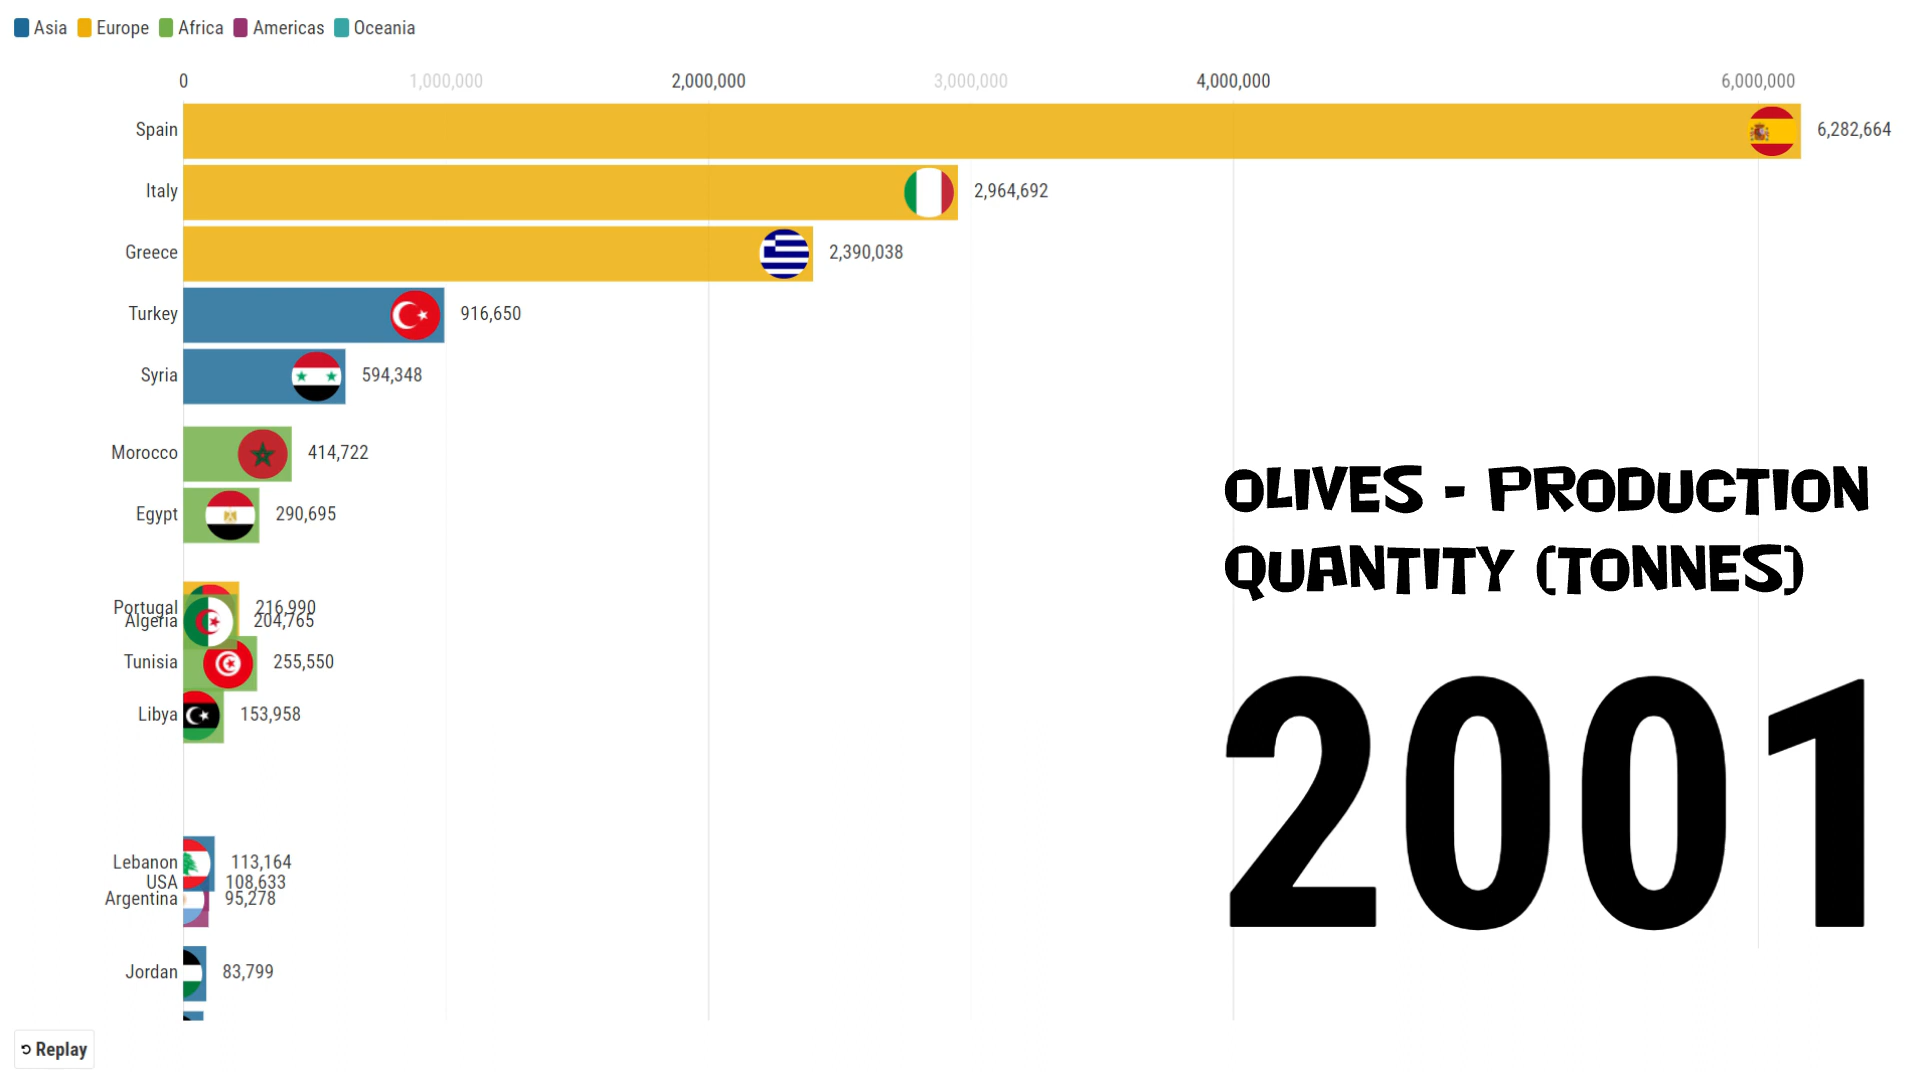 Asia Europe Africa Americas Oceania
0 1,000,000 2,000,000 3,000,000 4,000,000 6,000,000
Spain 6,282,664
Italy 2,964,692
Greece 2,390,038
Turkey 916,650
Syria 594,348
Morocco 414,722
Egypt 290,695
OLIVES - PRODUCTION
QUANTITY (TONNES)
Portugal 216,990
Algeria 204,765
Tunisia 255,550
Libya 153,958
2001
Lebanon 113,164
USA 108,633
Argentina 95,278
Jordan 83,799
Replay